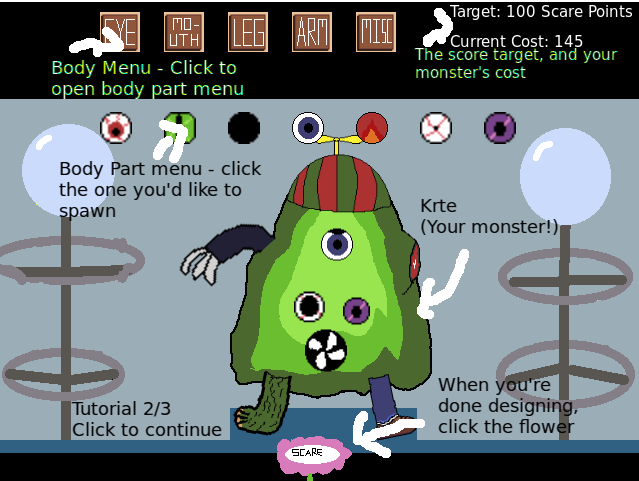 EYE MO-UTH LEG ARM MISC
Target: 100 Scare Points
Current Cost: 145
The score target, and your
monster's cost
Body Menu - Click to
open body part menu
Body Part menu - click
the one you'd like to
spawn
Krte
(Your monster!)
When you're
done designing,
click the flower
Tutorial 2/3
Click to continue
SCARE